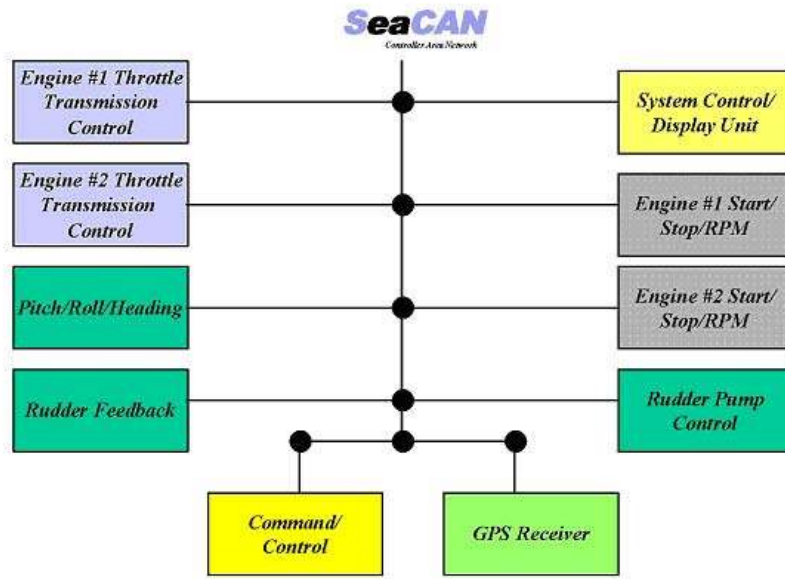 SeaCAN
Controller Area Network
Engine #1 Throttle
Transmission
Control
System Control/
Display Unit
Engine #2 Throttle
Transmission
Control
Engine #1 Start/
Stop/RPM
Pitch/Roll/Heading
Engine #2 Start/
Stop/RPM
Rudder Feedback
Rudder Pump
Control
Command/
Control
GPS Receiver